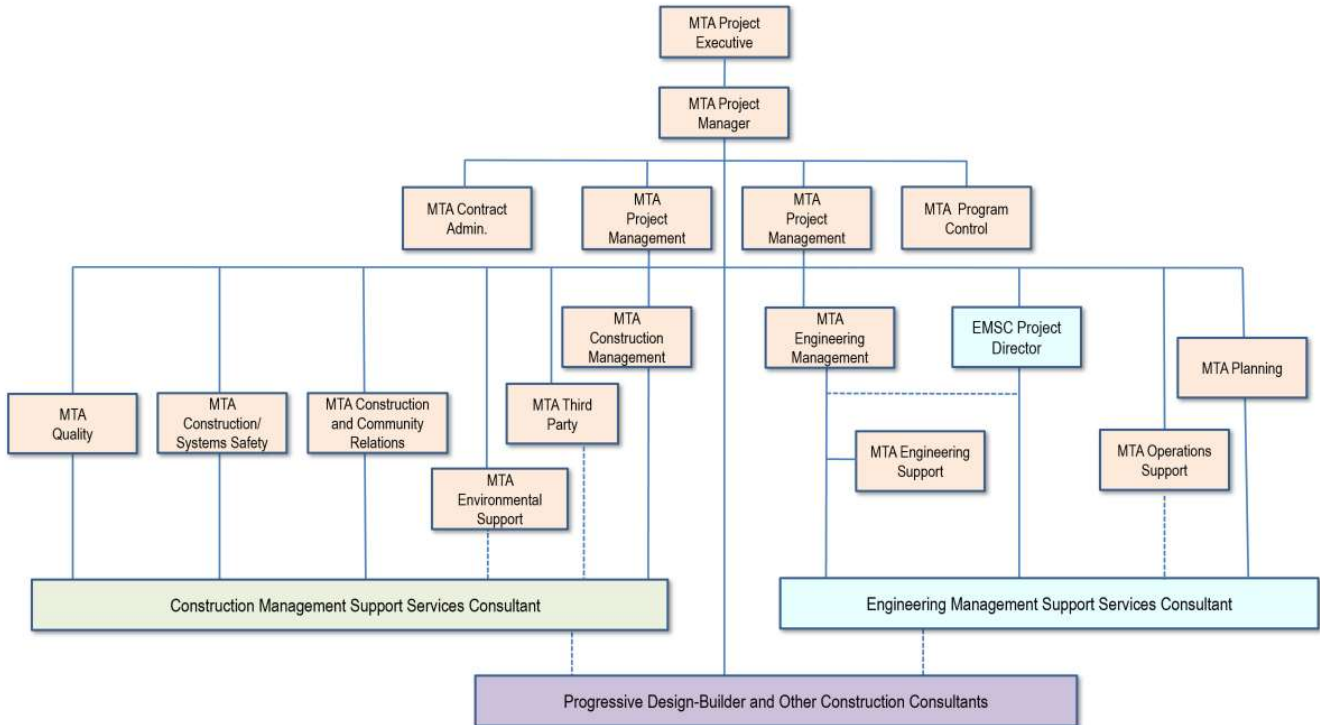 MTA Project
Executive
MTA Project
Manager
MTA Contract
Admin.
MTA
Project
Management
MTA
Project
Management
MTA Program
Control
MTA
Construction
Management
MTA
Engineering
Management
EMSC Project
Director
MTA Planning
MTA
Quality
MTA
Construction/
Systems Safety
MTA Construction
and Community
Relations
MTA Third
Party
MTA Engineering
Support
MTA Operations
Support
MTA
Environmental
Support
Construction Management Support Services Consultant
Engineering Management Support Services Consultant
Progressive Design-Builder and Other Construction Consultants